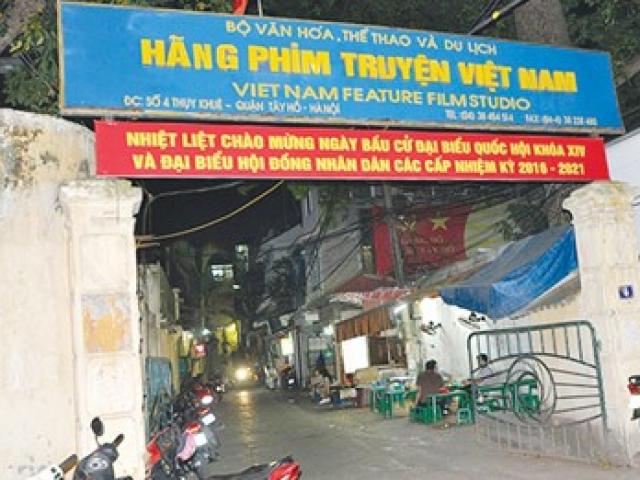 BỘ VĂN HÓA, THỂ THAO VÀ DU LỊCH
HÃNG PHIM TRUYỆN VIỆT NAM
VIET NAM FEATURE FILM STUDIO
ĐC: SỐ 4 THỤY KHUÊ - QUẬN TÂY HỒ - HÀ NỘI
NHIỆT LIỆT CHÀO MỪNG NGÀY BẦU CỬ ĐẠI BIỂU QUỐC HỘI KHÓA XIV
VÀ ĐẠI BIỂU HỘI ĐỒNG NHÂN DÂN CÁC CẤP NHIỆM KỲ 2016 - 2021